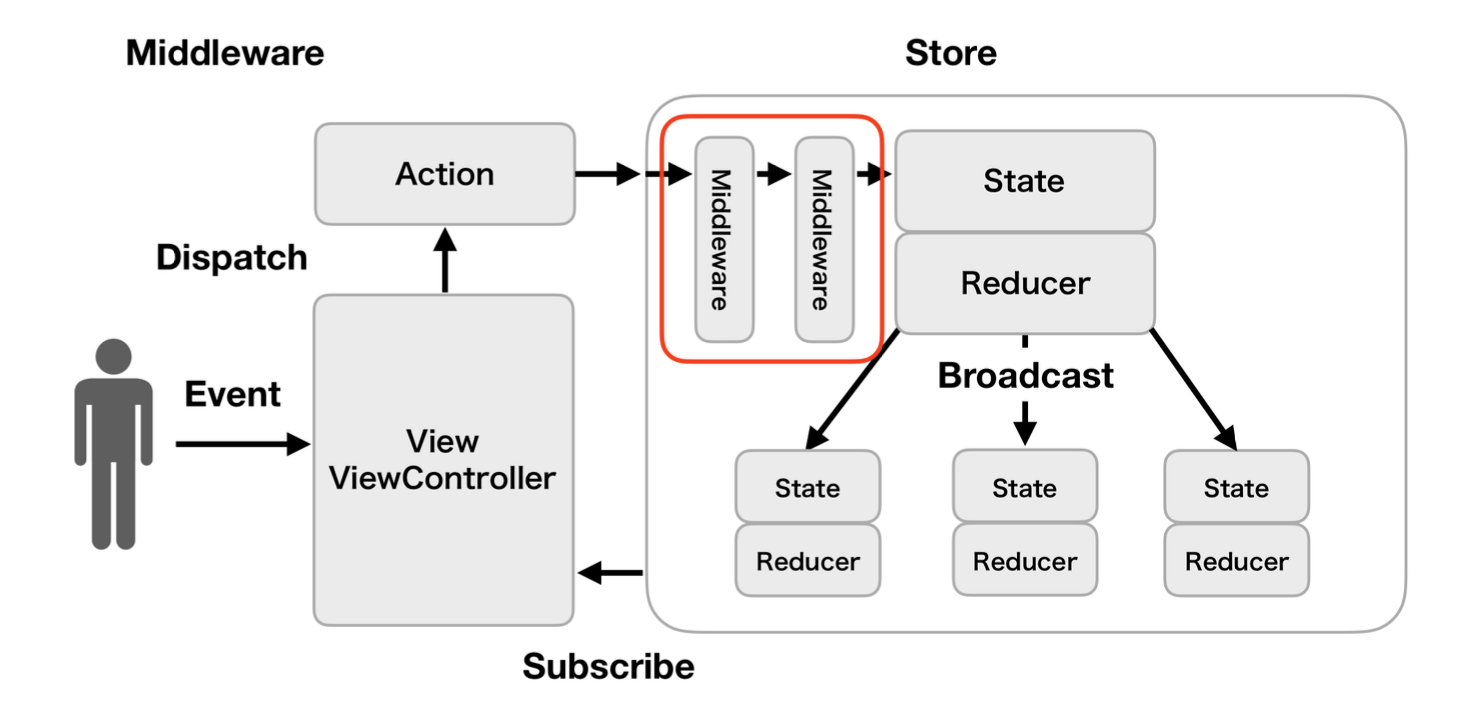 Middleware
Store
Action
Middleware
Middleware
State
Reducer
Dispatch
Event
View
ViewController
Broadcast
State
Reducer
State
Reducer
State
Reducer
Subscribe